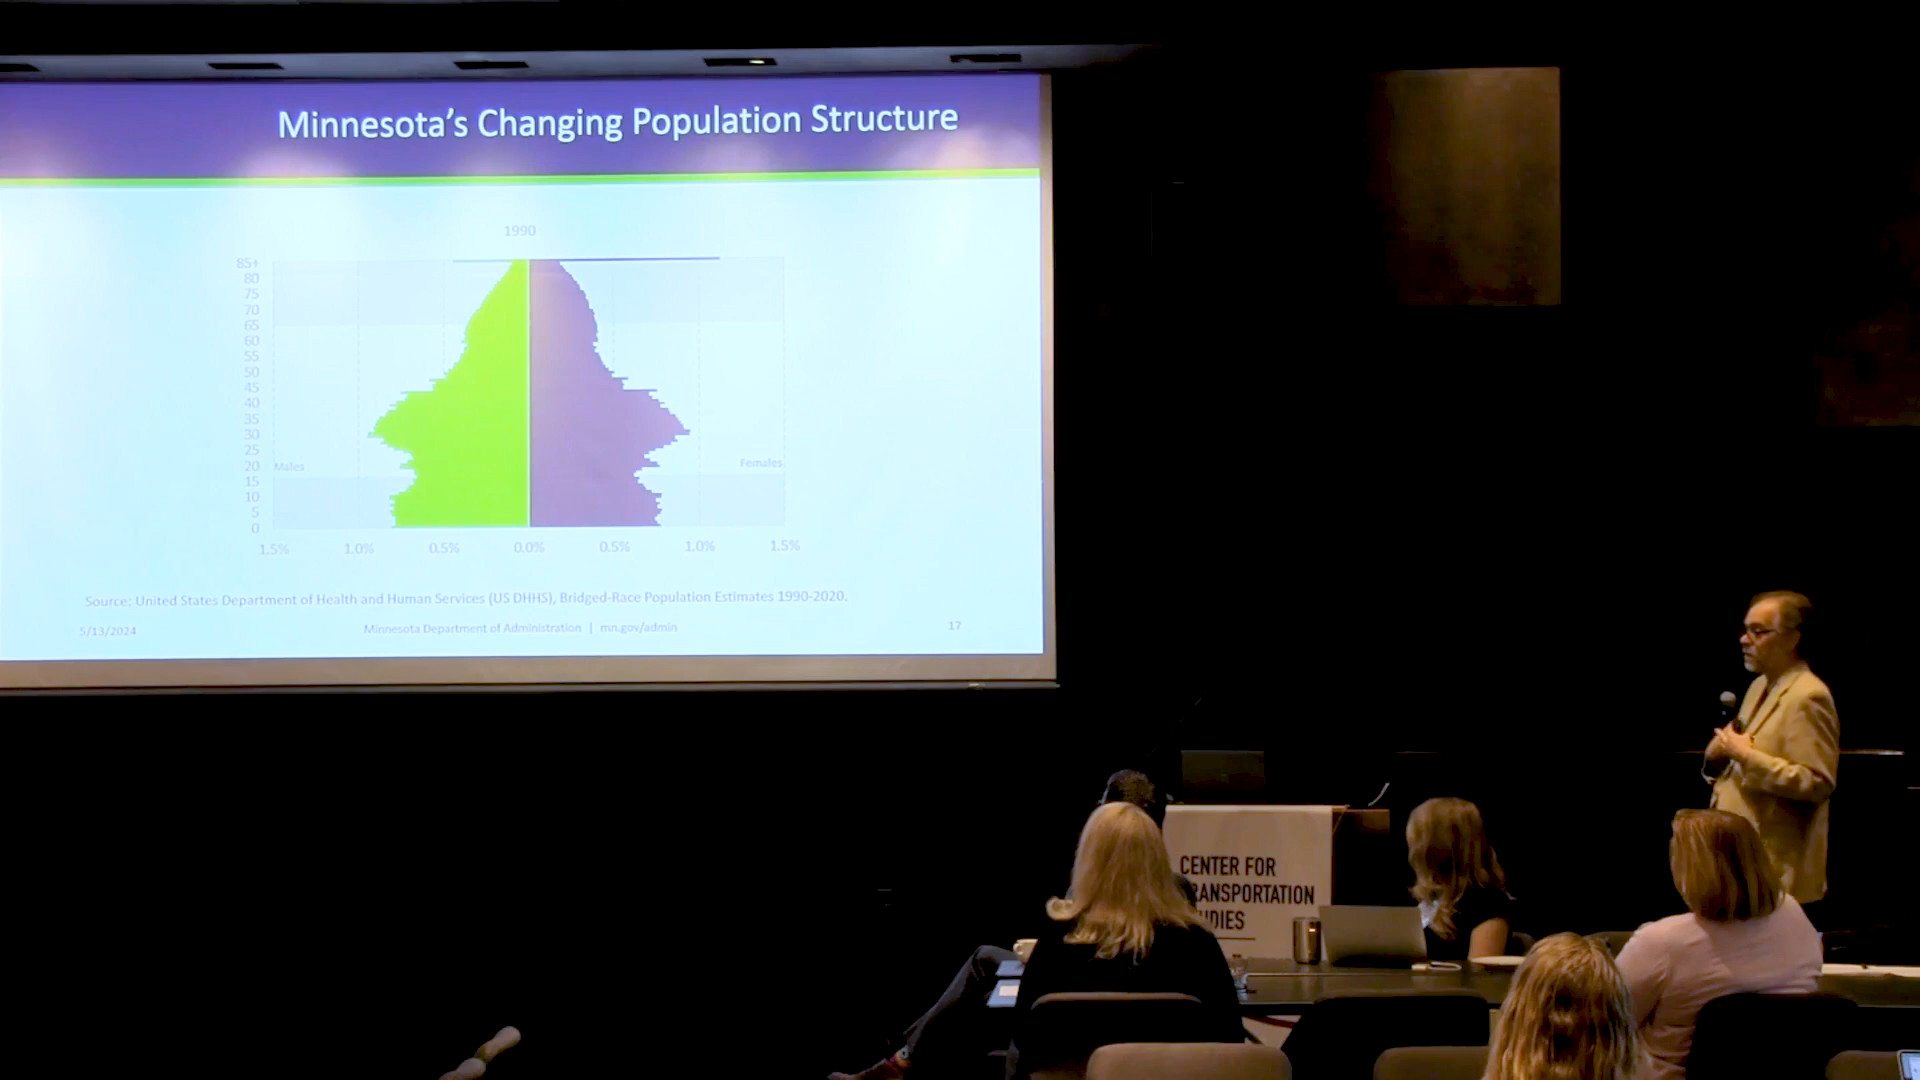 Minnesota's Changing Population Structure
1990
85+
80
75
70
65
60
55
50
45
40
35
30
25
20
15
10
5
0
Males
Females
1.5% 1.0% 0.5% 0.0% 0.5% 1.0% 1.5%
Source: United States Department of Health and Human Services (US DHHS), Bridged-Race Population Estimates 1990-2020.
5/13/2024 Minnesota Department of Administration | mn.gov/admin 17
CENTER FOR
RANSPORTATION
UDIES